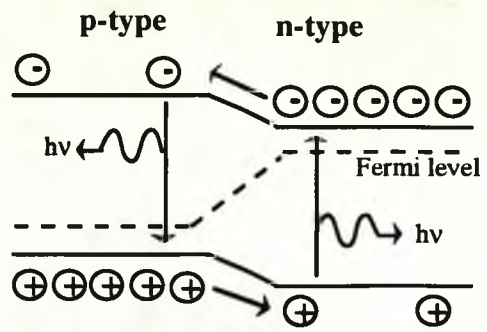 p-type n-type
hν
Fermi level
hν